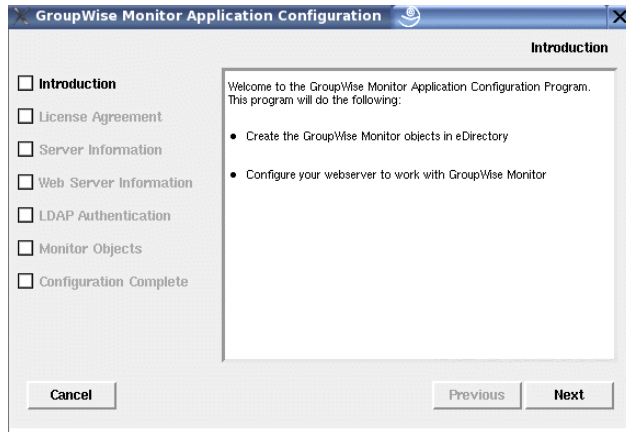 GroupWise Monitor Application Configuration
Introduction
Introduction
License Agreement
Server Information
Web Server Information
LDAP Authentication
Monitor Objects
Configuration Complete
Welcome to the GroupWise Monitor Application Configuration Program.
This program will do the following:
• Create the GroupWise Monitor objects in eDirectory
• Configure your webserver to work with GroupWise Monitor
Cancel
Previous
Next